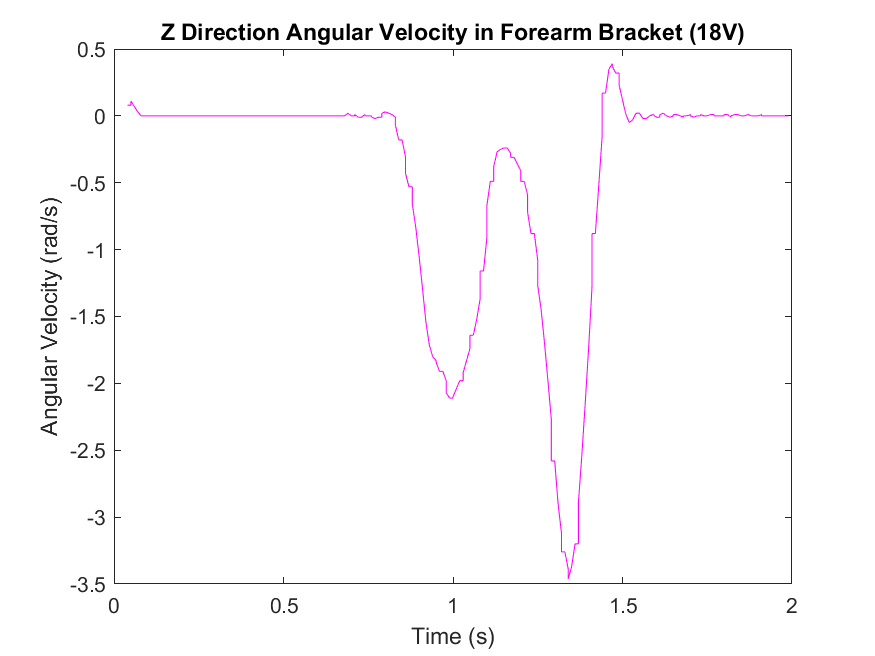 Z Direction Angular Velocity in Forearm Bracket (18V)
0.5
0
-0.5
-1
-1.5
-2
-2.5
-3
-3.5
Angular Velocity (rad/s)
0 0.5 1 1.5 2
Time (s)